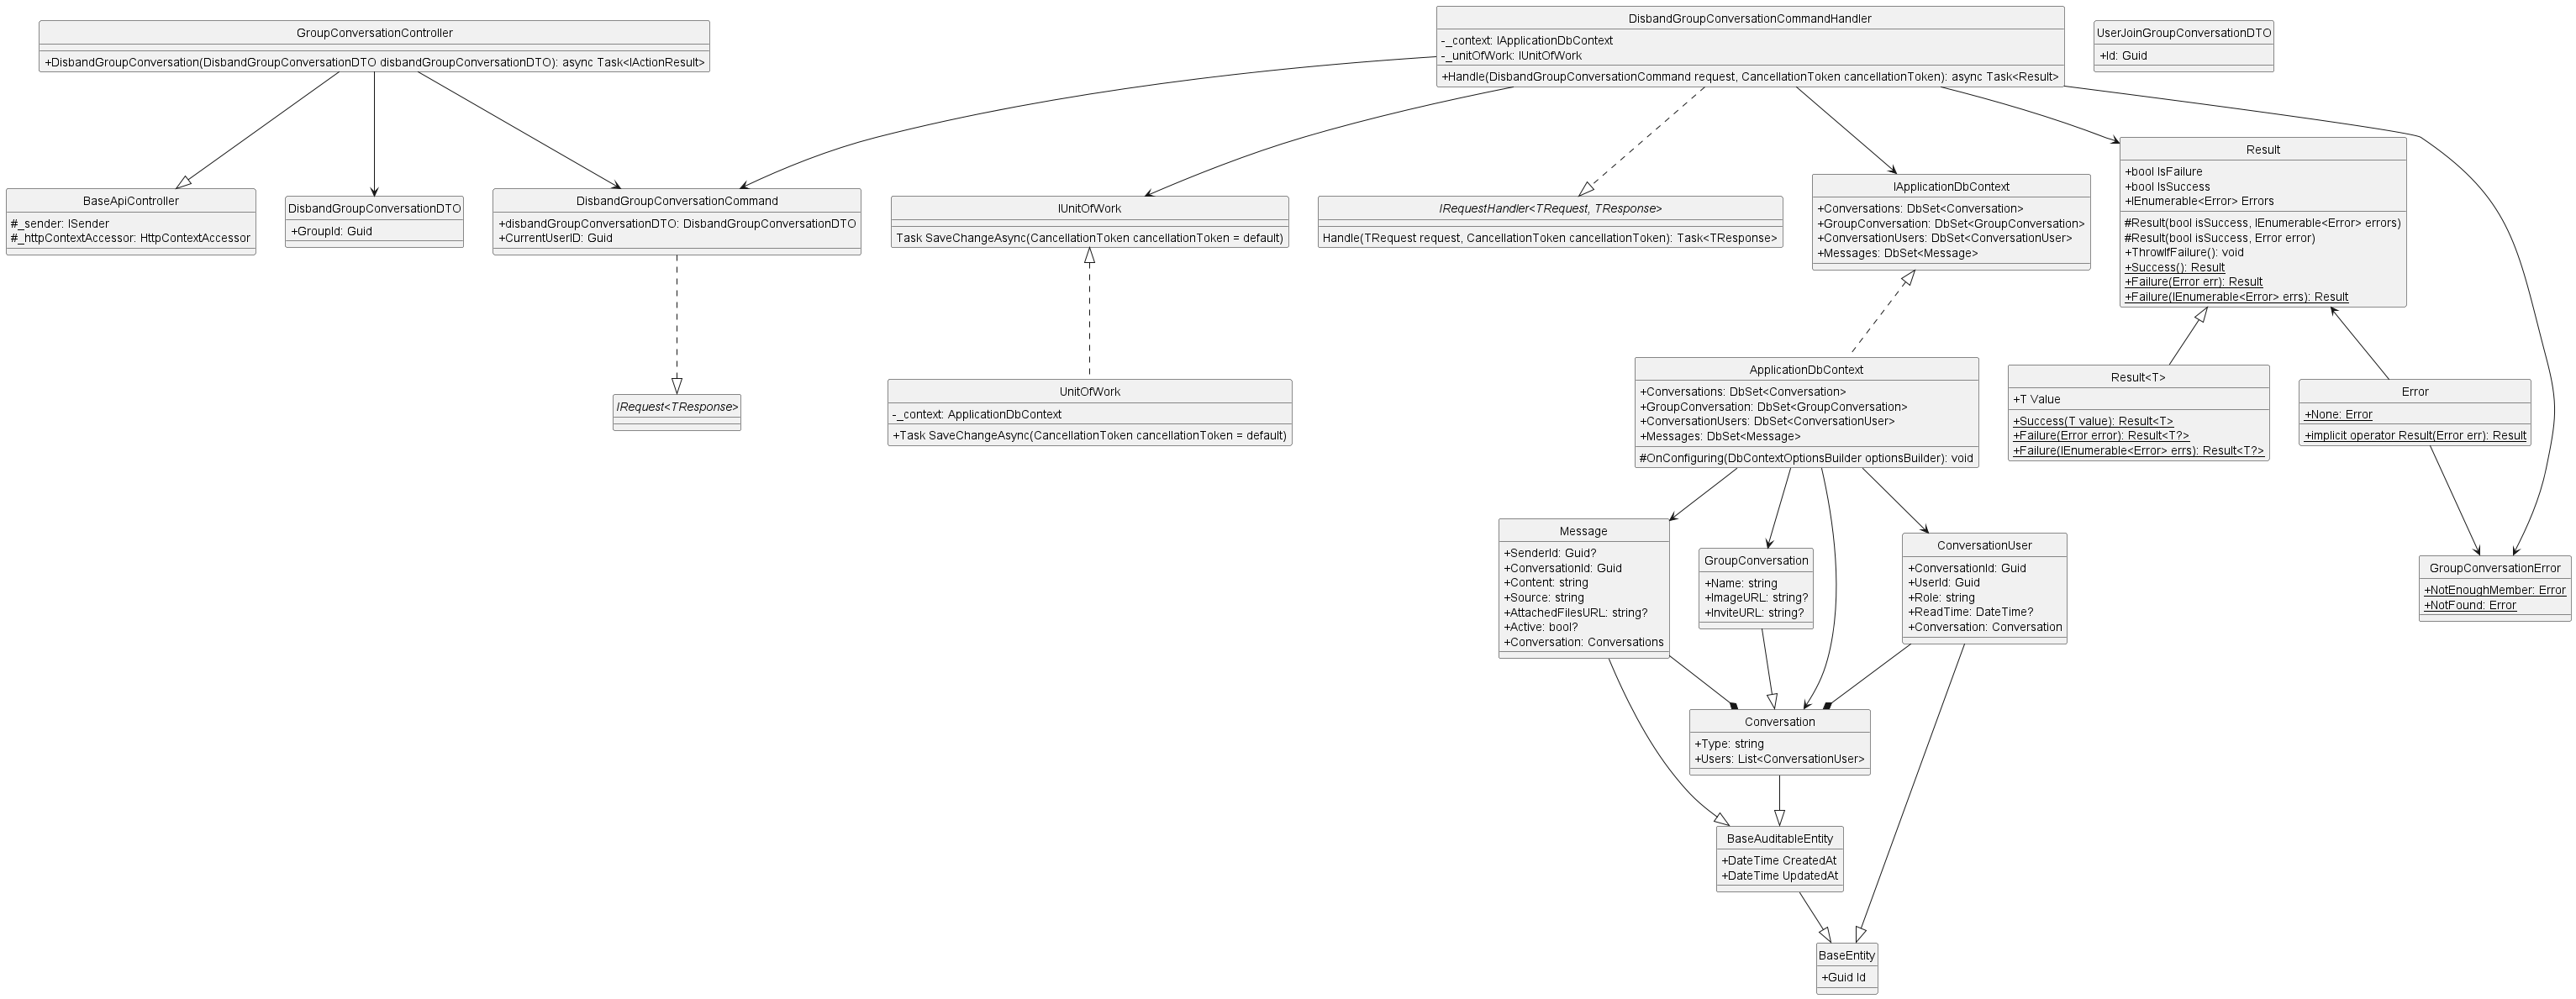 GroupConversationController
+DisbandGroupConversation(DisbandGroupConversationDTO disbandGroupConversationDTO): async Task<IActionResult>
DisbandGroupConversationCommandHandler
-_context: IApplicationDbContext
-_unitOfWork: IUnitOfWork
+Handle(DisbandGroupConversationCommand request, CancellationToken cancellationToken): async Task<Result>
UserJoinGroupConversationDTO
+Id: Guid
BaseApiController
#_sender: ISender
#_httpContextAccessor: HttpContextAccessor
DisbandGroupConversationDTO
+GroupId: Guid
DisbandGroupConversationCommand
+disbandGroupConversationDTO: DisbandGroupConversationDTO
+CurrentUserID: Guid
IUnitOfWork
Task SaveChangeAsync(CancellationToken cancellationToken = default)
IRequestHandler<TRequest, TResponse>
Handle(TRequest request, CancellationToken cancellationToken): Task<TResponse>
IApplicationDbContext
+Conversations: DbSet<Conversation>
+GroupConversation: DbSet<GroupConversation>
+ConversationUsers: DbSet<ConversationUser>
+Messages: DbSet<Message>
Result
+bool IsFailure
+bool IsSuccess
+IEnumerable<Error> Errors
#Result(bool isSuccess, IEnumerable<Error> errors)
#Result(bool isSuccess, Error error)
+ThrowIfFailure(): void
+Success(): Result
+Failure(Error err): Result
+Failure(IEnumerable<Error> errs): Result
IRequest<TResponse>
UnitOfWork
-_context: ApplicationDbContext
+Task SaveChangeAsync(CancellationToken cancellationToken = default)
ApplicationDbContext
+Conversations: DbSet<Conversation>
+GroupConversation: DbSet<GroupConversation>
+ConversationUsers: DbSet<ConversationUser>
+Messages: DbSet<Message>
#OnConfiguring(DbContextOptionsBuilder optionsBuilder): void
Result<T>
+T Value
+Success(T value): Result<T>
+Failure(Error error): Result<T?>
+Failure(IEnumerable<Error> errs): Result<T?>
Error
+None: Error
+implicit operator Result(Error err): Result
Message
+SenderId: Guid?
+ConversationId: Guid
+Content: string
+Source: string
+AttachedFilesURL: string?
+Active: bool?
+Conversation: Conversations
GroupConversation
+Name: string
+ImageURL: string?
+InviteURL: string?
ConversationUser
+ConversationId: Guid
+UserId: Guid
+Role: string
+ReadTime: DateTime?
+Conversation: Conversation
GroupConversationError
+NotEnoughMember: Error
+NotFound: Error
Conversation
+Type: string
+Users: List<ConversationUser>
BaseAuditableEntity
+DateTime CreatedAt
+DateTime UpdatedAt
BaseEntity
+Guid Id